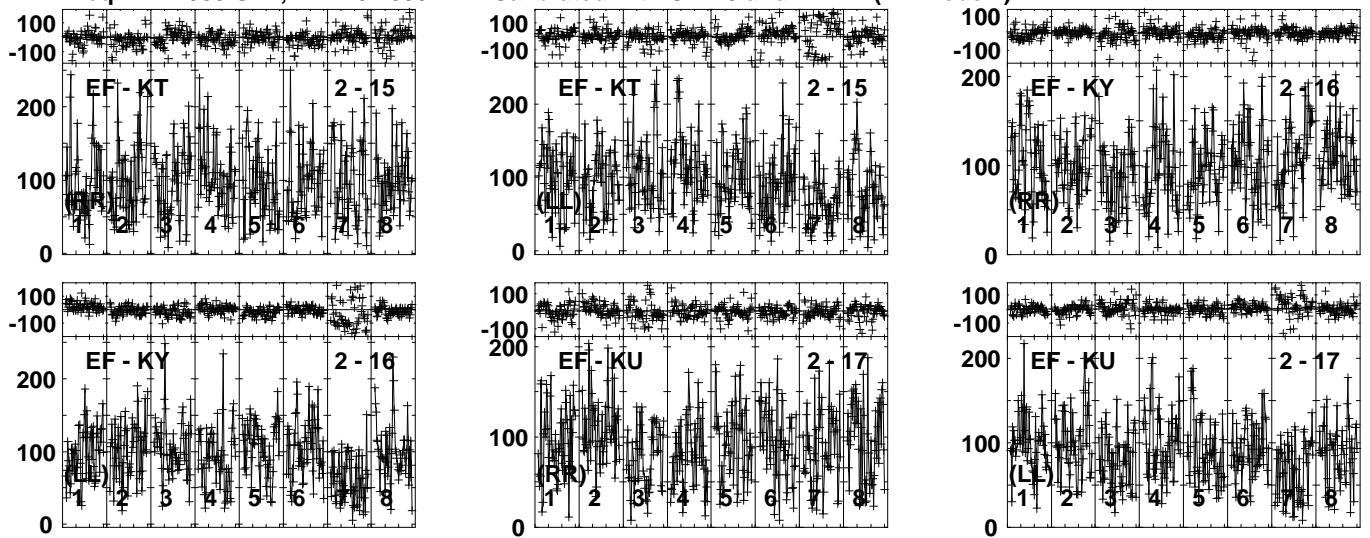 100 100 100
-100 -100 -100
EF - KT 2 - 15 EF - KT 2 - 15 EF - KY 2 - 16
200 200 200
100 100 100
(RR) (LL) (RR)
1 2 3 4 5 6 7 8 1 2 3 4 5 6 7 8 1 2 3 4 5 6 7 8
0 0 0
100 100 100
-100 -100 -100
EF - KY 2 - 16 EF - KU 2 - 17 EF - KU 2 - 17
200 200 200
100 100 100
(LL) (RR) (LL)
1 2 3 4 5 6 7 8 1 2 3 4 5 6 7 8 1 2 3 4 5 6 7 8
0 0 0